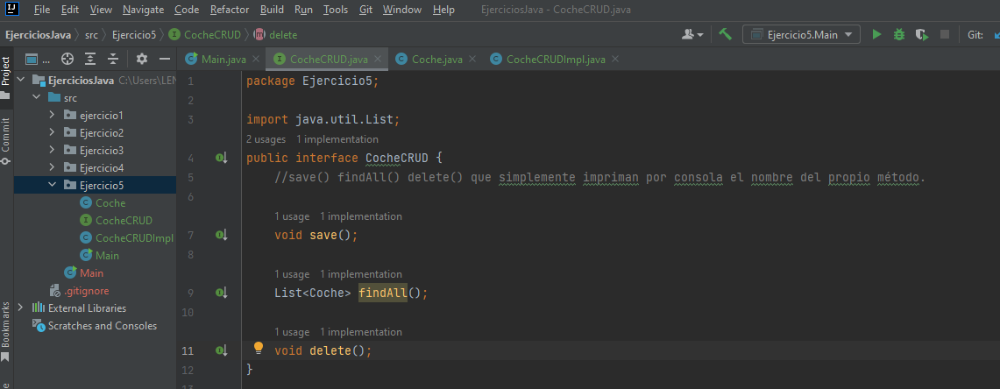 File Edit View Navigate Code Refactor Build Run Tools Git Window Help EjerciciosJava - CocheCRUD.java
EjerciciosJava src Ejercicio5 CocheCRUD delete Ejercicio5.Main Git:
Project
Commit
Bookmarks
...
EjerciciosJava C:\Users\LEN
src
ejercicio1
Ejercicio2
Ejercicio3
Ejercicio4
Ejercicio5
Coche
CocheCRUD
CocheCRUDImpl
Main
Main
.gitignore
External Libraries
Scratches and Consoles
Main.java CocheCRUD.java Coche.java CocheCRUDImpl.java
1 package Ejercicio5;
2
3 import java.util.List;
2 usages 1 implementation
4 public interface CocheCRUD {
5 //save() findAll() delete() que simplemente impriman por consola el nombre del propio método.
6
1 usage 1 implementation
7 void save();
8
1 usage 1 implementation
9 List<Coche> findAll();
10
1 usage 1 implementation
11 void delete();
12 }